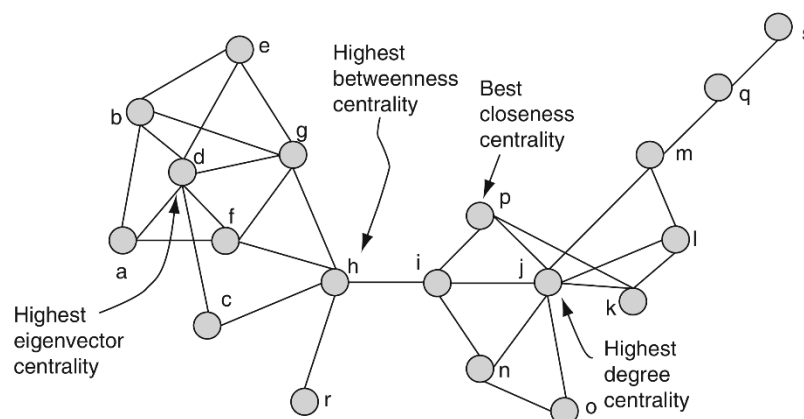 s
e
Highest
betweenness
centrality
Best
closeness
centrality
q
b
g
m
d
p
f
l
a
h
i
j
k
c
Highest
eigenvector
centrality
Highest
degree
centrality
n
r
o